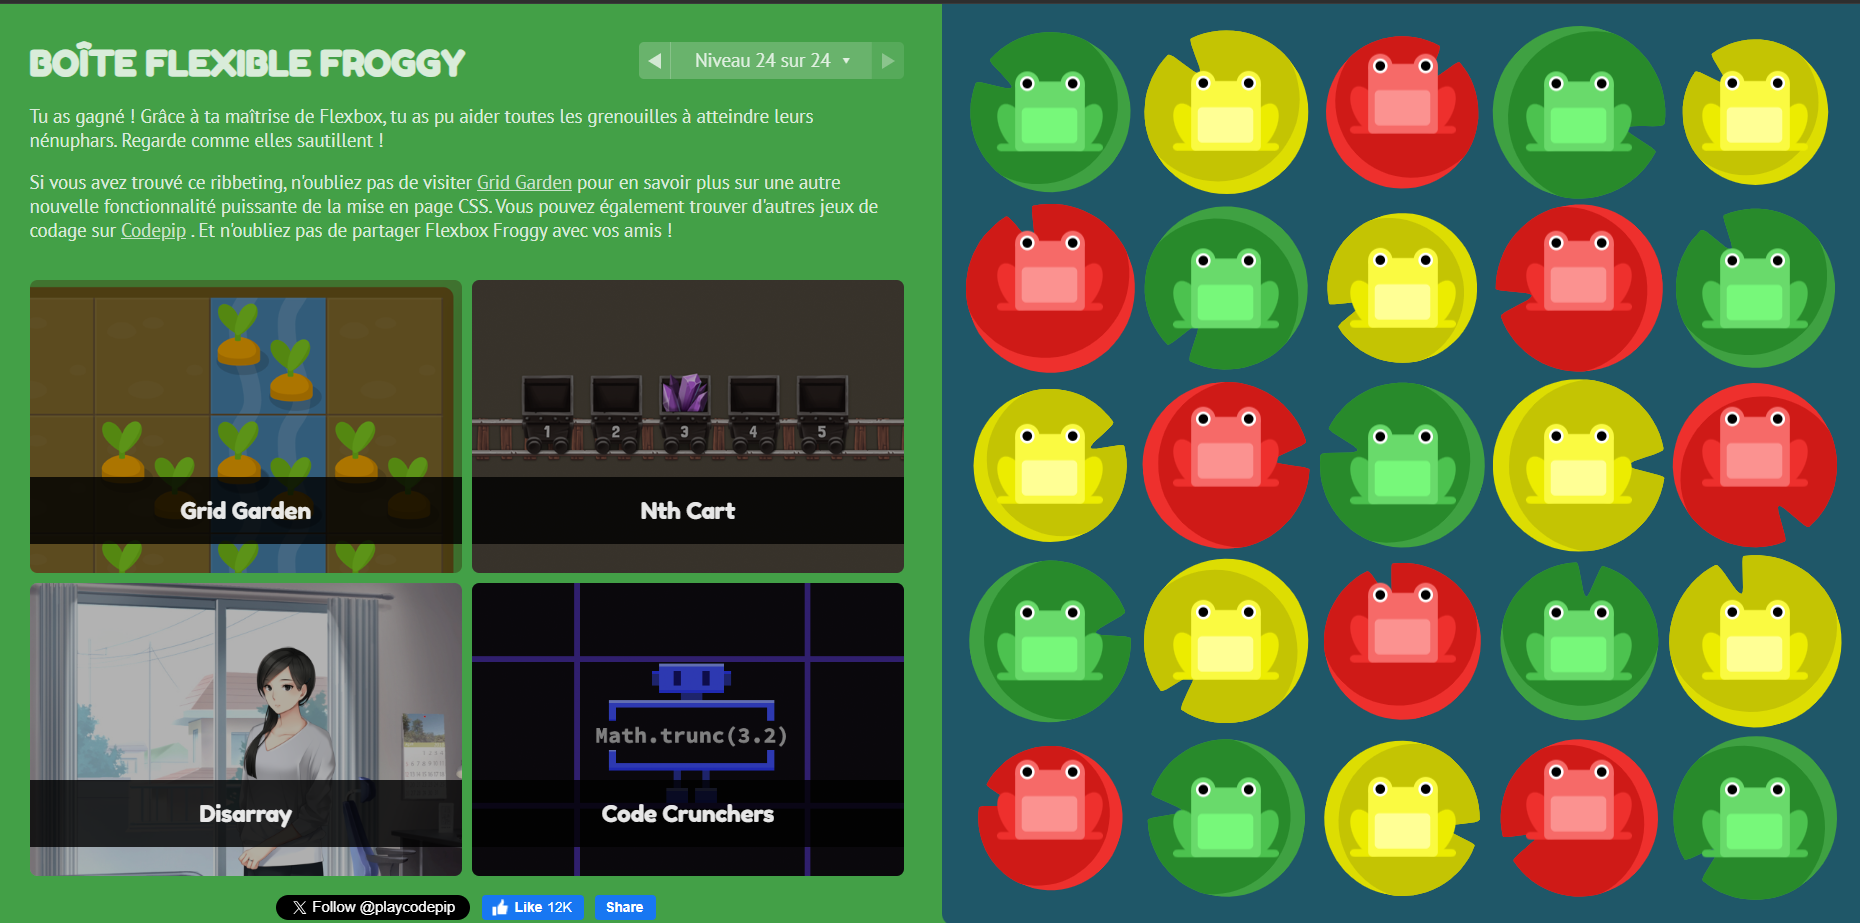 BOÎTE FLEXIBLE FROGGY
Niveau 24 sur 24
Tu as gagné ! Grâce à ta maîtrise de Flexbox, tu as pu aider toutes les grenouilles à atteindre leurs
nénuphars. Regarde comme elles sautillent !
Si vous avez trouvé ce ribbeting, n'oubliez pas de visiter Grid Garden pour en savoir plus sur une autre
nouvelle fonctionnalité puissante de la mise en page CSS. Vous pouvez également trouver d'autres jeux de
codage sur Codepip . Et n'oubliez pas de partager Flexbox Froggy avec vos amis !
1 2 3 4 5
Grid Garden
Nth Cart
Math.trunc(3.2)
Disarray
Code Crunchers
X Follow @playcodepip
Like 12K
Share